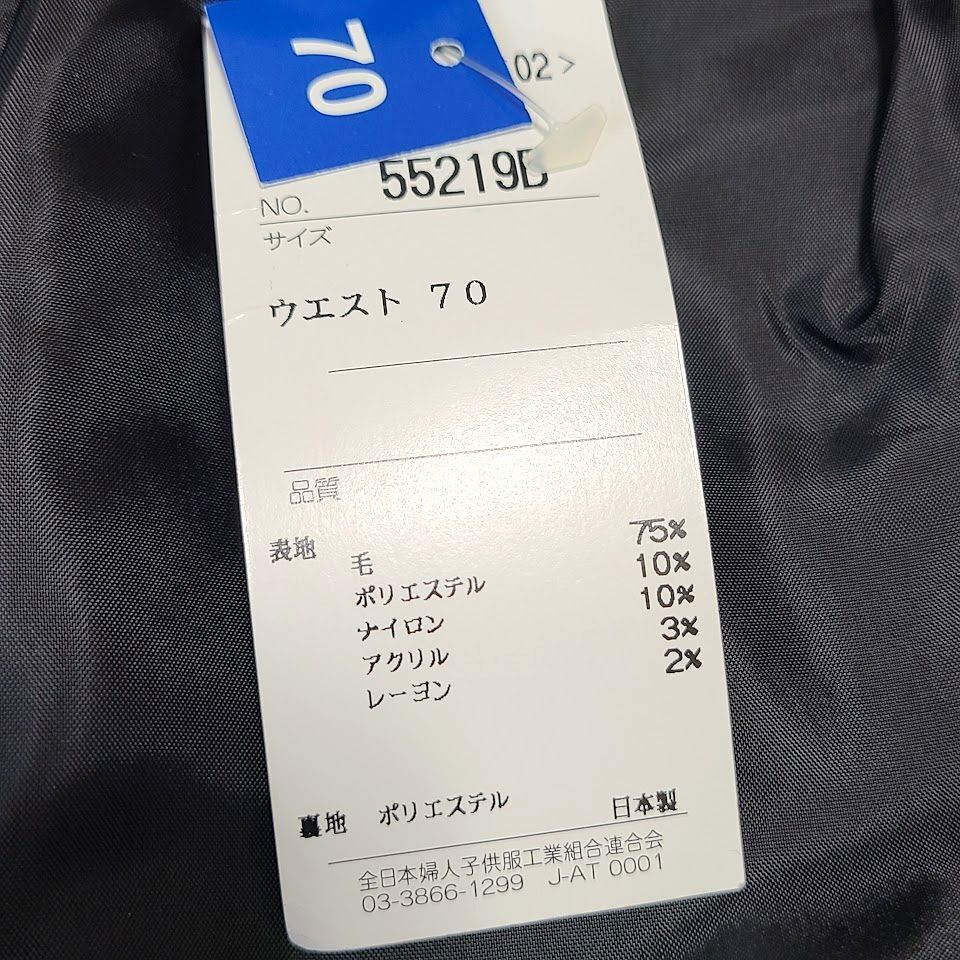 70
02>
NO. 55219B
サイズ
ウエスト 70
品質
表地 毛 75%
ポリエステル 10%
ナイロン 10%
アクリル 3%
レーヨン 2%
裏地 ポリエステル 日本製
全日本婦人子供服工業組合連合会
03-3866-1299 J-AT 0001